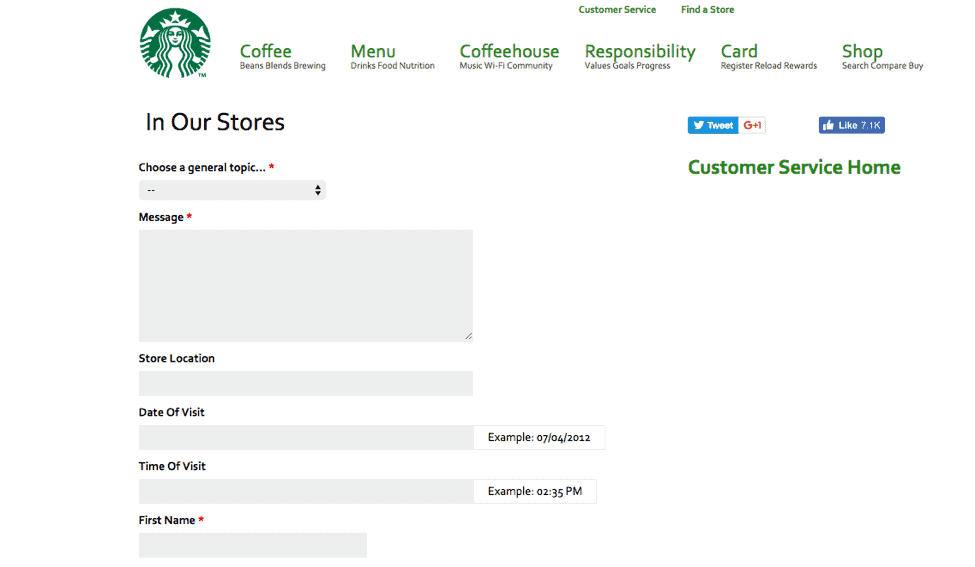 Customer Service Find a Store
Coffee Menu Coffeehouse Responsibility Card Shop
Beans Blends Brewing Drinks Food Nutrition Music Wi-Fi Community Values Goals Progress Register Reload Rewards Search Compare Buy
TM
In Our Stores
Tweet G+1 Like 7.1K
Customer Service Home
Choose a general topic... *
--
Message *
Store Location
Date Of Visit
Example: 07/04/2012
Time Of Visit
Example: 02:35 PM
First Name *